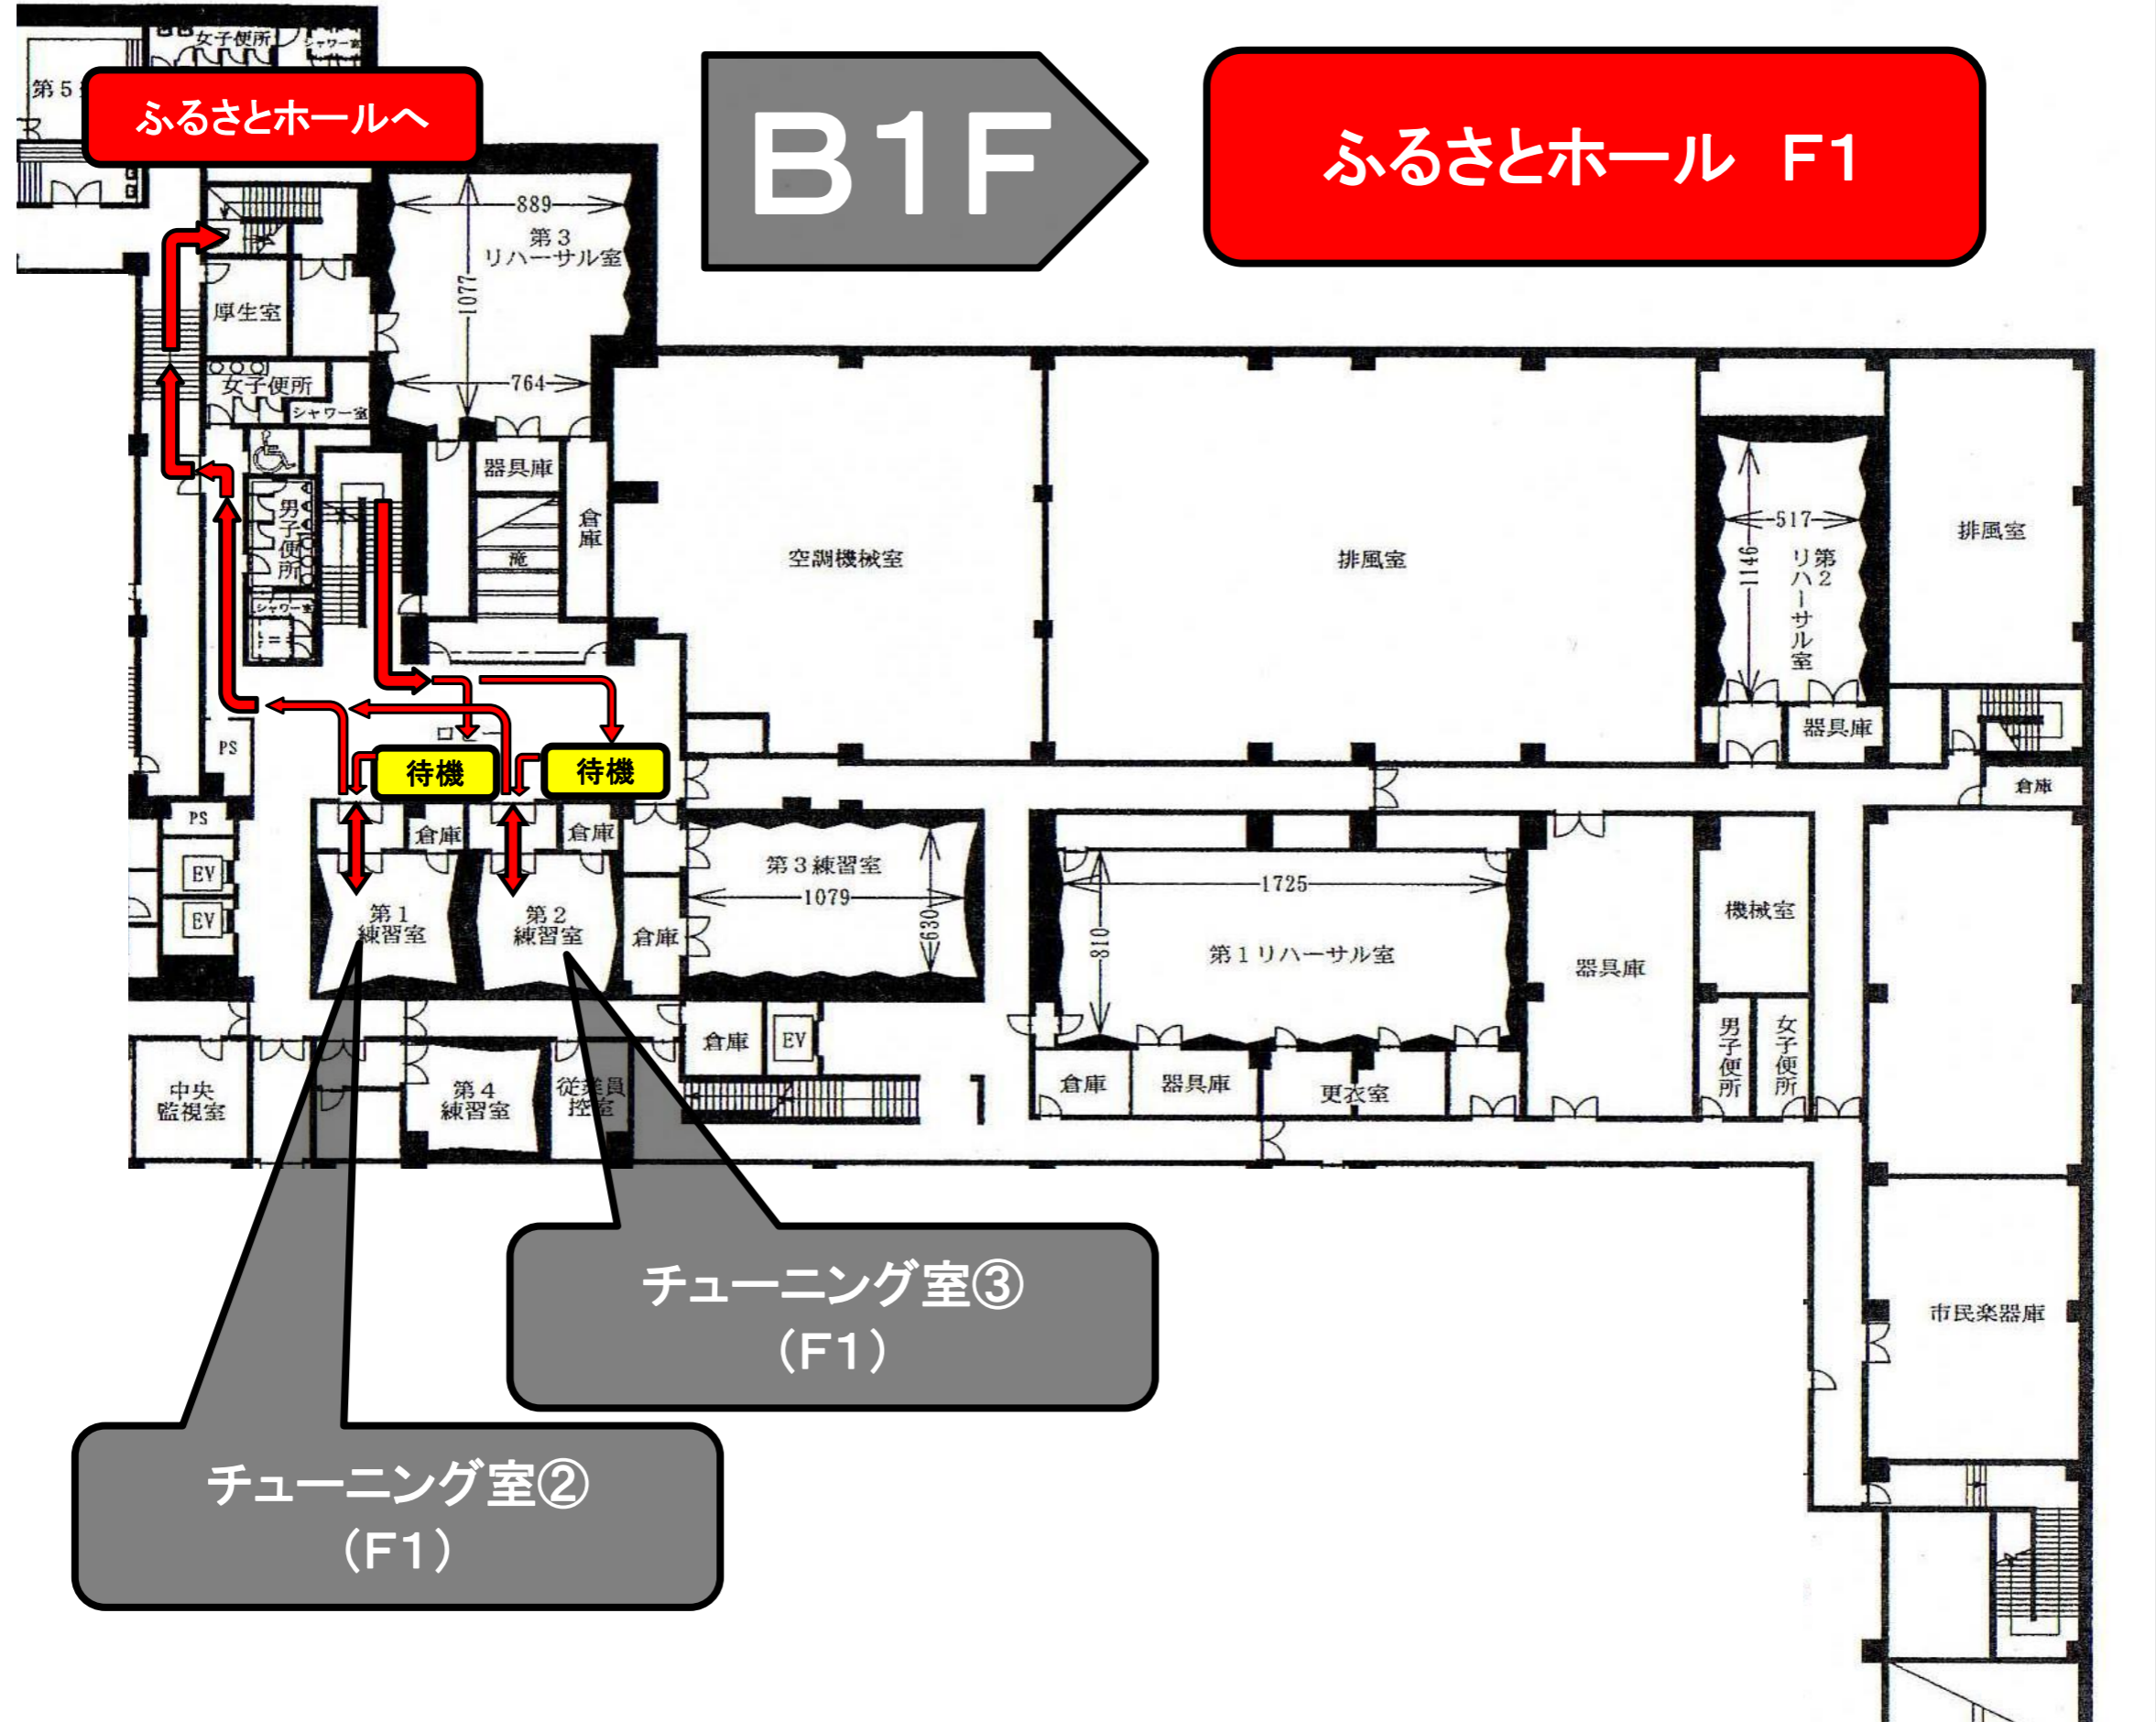 女子便所
シャワー室
第5
ふるさとホールへ
B1F
ふるさとホール F1
889
第3
リハーサル室
1077
764
厚生室
女子便所
シャワー室
器具庫
倉庫
滝
男子便所
シャワー室
空調機械室
排風室
517
1146
第2
リハーサル室
排風室
器具庫
倉庫
ロビー
待機
待機
PS
PS
EV
EV
倉庫
倉庫
第1
練習室
第2
練習室
倉庫
第3練習室
1079
630
1725
810
第1リハーサル室
器具庫
機械室
男子便所
女子便所
中央
監視室
第4
練習室
従業員
控室
倉庫
EV
倉庫
器具庫
更衣室
市民楽器庫
チューニング室③
(F1)
チューニング室②
(F1)